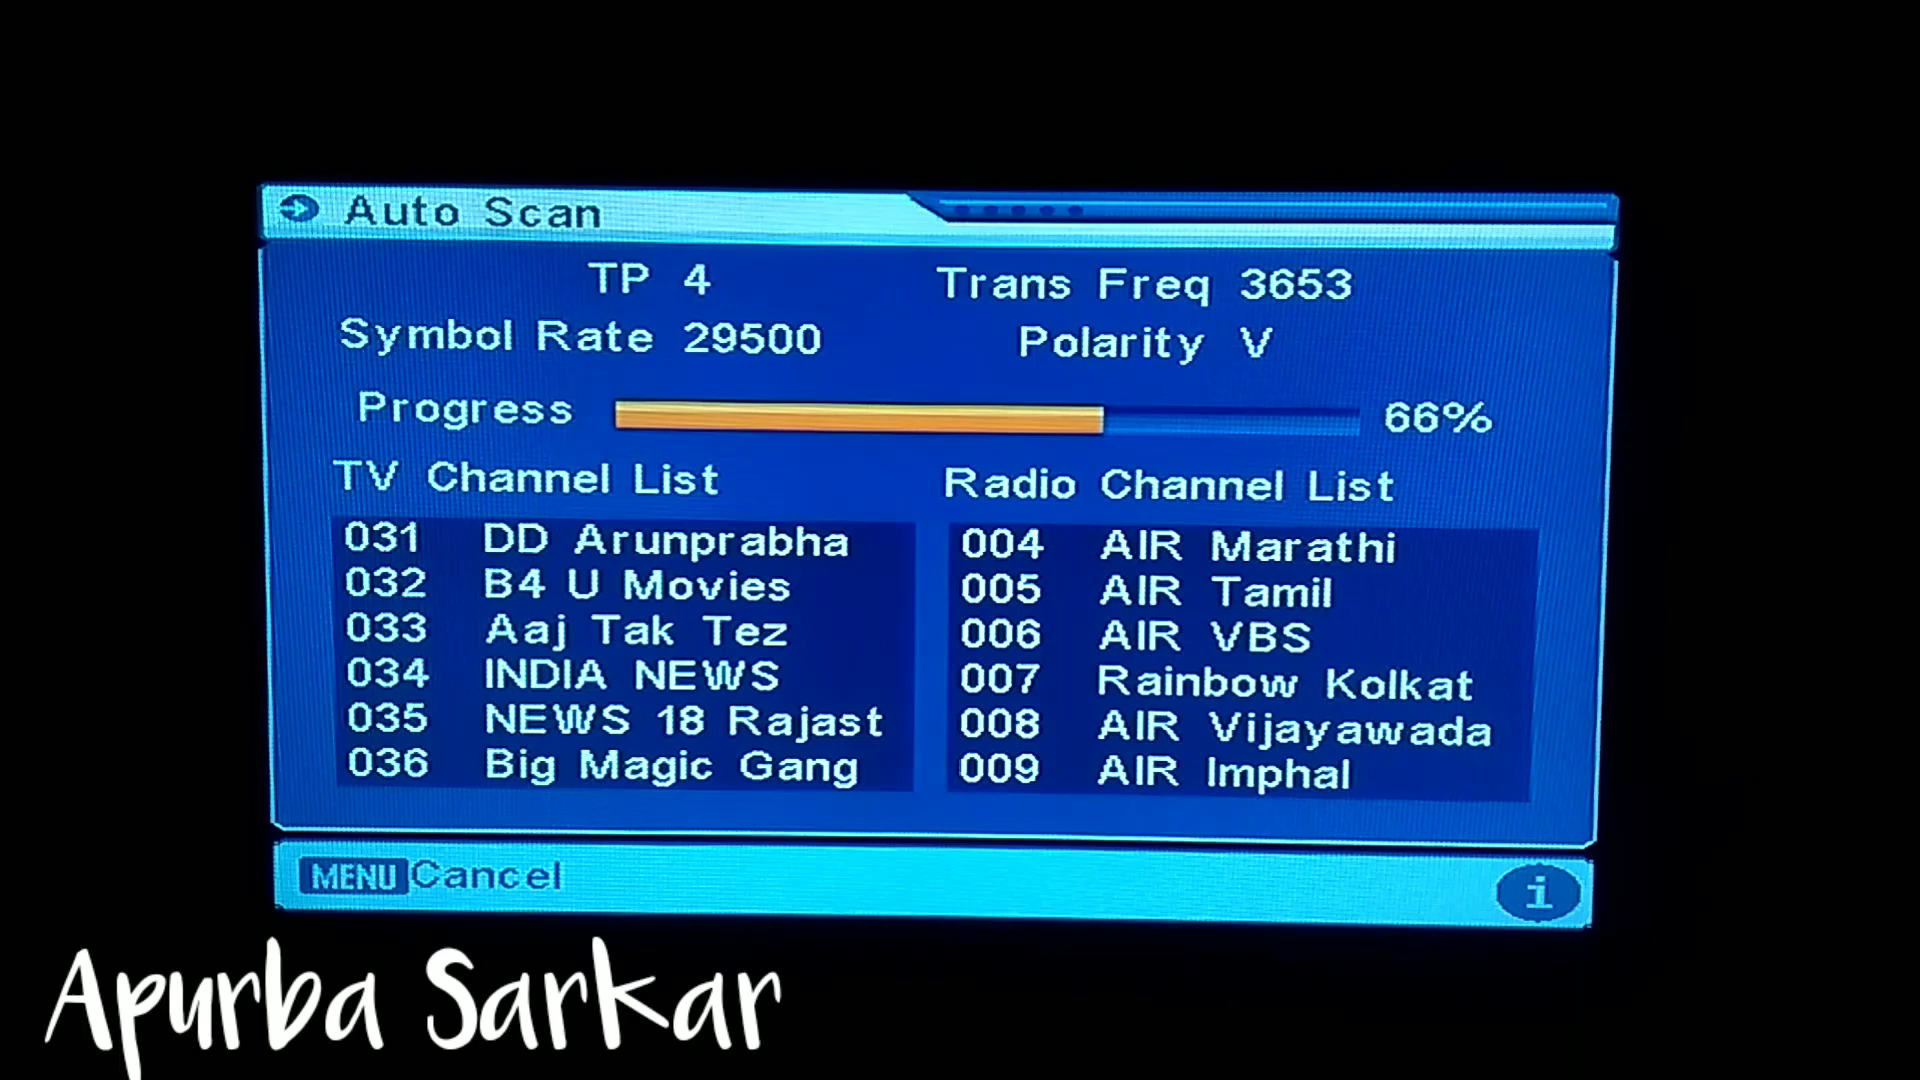 Auto Scan
TP 4 Trans Freq 3653
Symbol Rate 29500 Polarity V
Progress 66%
TV Channel List Radio Channel List
031 DD Arunprabha 004 AIR Marathi
032 B4 U Movies 005 AIR Tamil
033 Aaj Tak Tez 006 AIR VBS
034 INDIA NEWS 007 Rainbow Kolkat
035 NEWS 18 Rajast 008 AIR Vijayawada
036 Big Magic Gang 009 AIR Imphal
MENU Cancel i
Apurba Sarkar